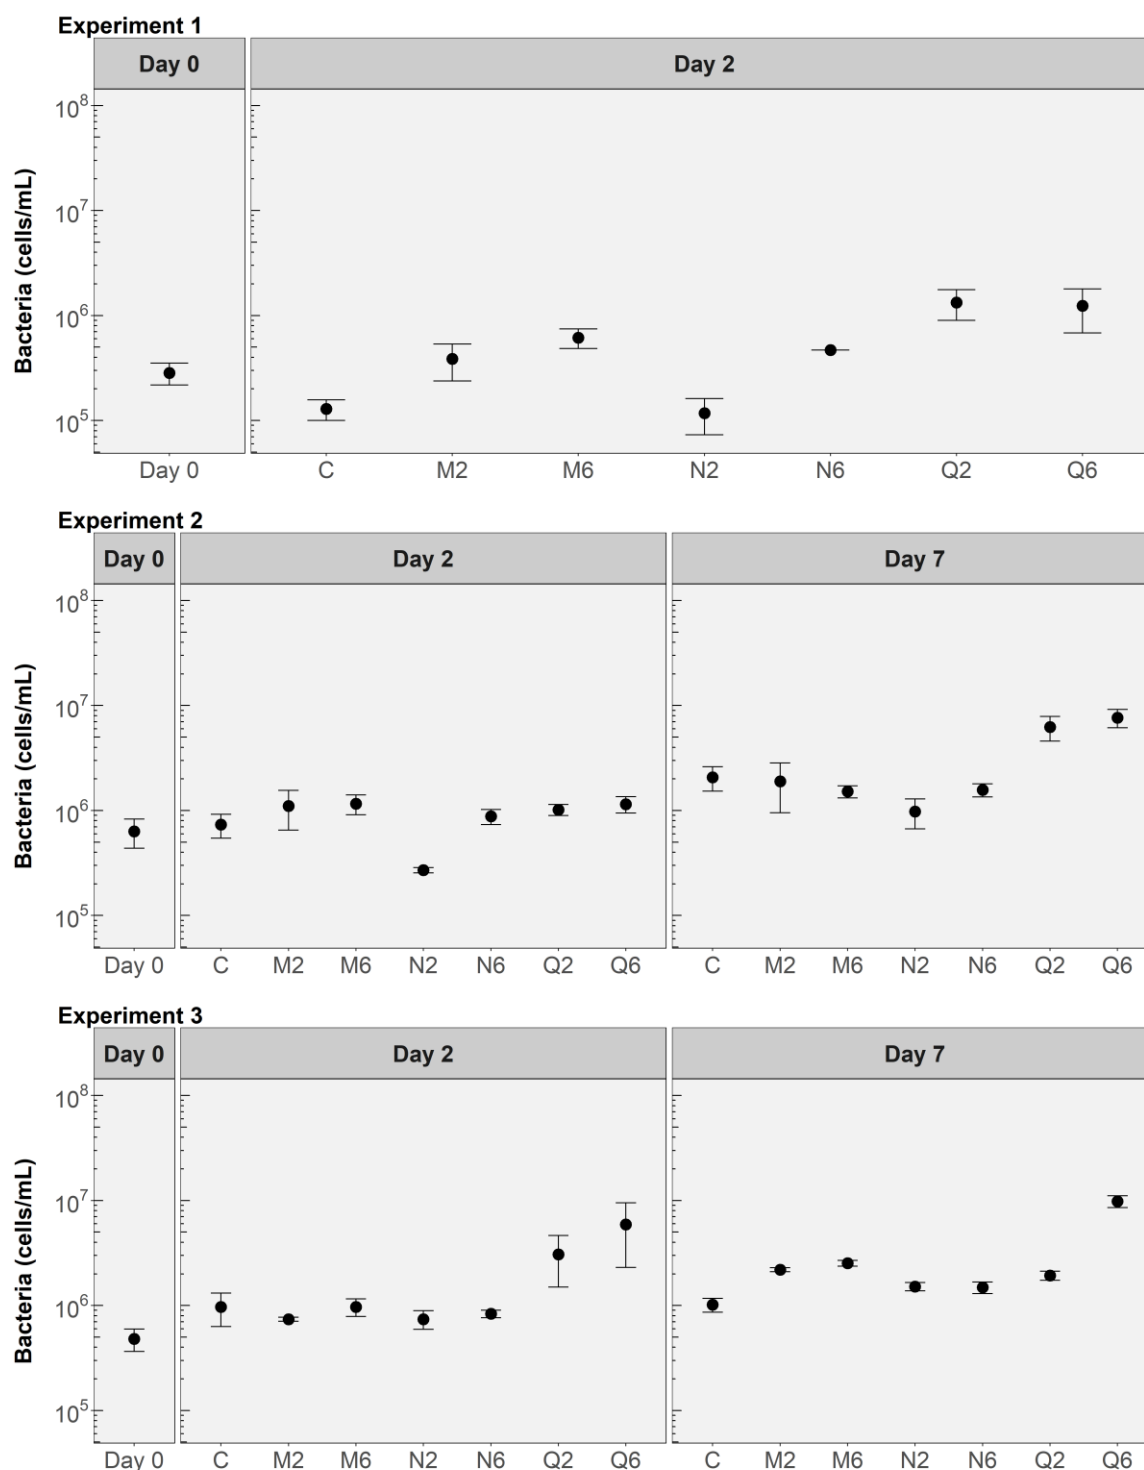 Experiment 1
Day 0 Day 2
Bacteria (cells/mL)
10^8
10^7
10^6
10^5
Day 0 C M2 M6 N2 N6 Q2 Q6
Experiment 2
Day 0 Day 2 Day 7
Bacteria (cells/mL)
10^8
10^7
10^6
10^5
Day 0 C M2 M6 N2 N6 Q2 Q6 C M2 M6 N2 N6 Q2 Q6
Experiment 3
Day 0 Day 2 Day 7
Bacteria (cells/mL)
10^8
10^7
10^6
10^5
Day 0 C M2 M6 N2 N6 Q2 Q6 C M2 M6 N2 N6 Q2 Q6